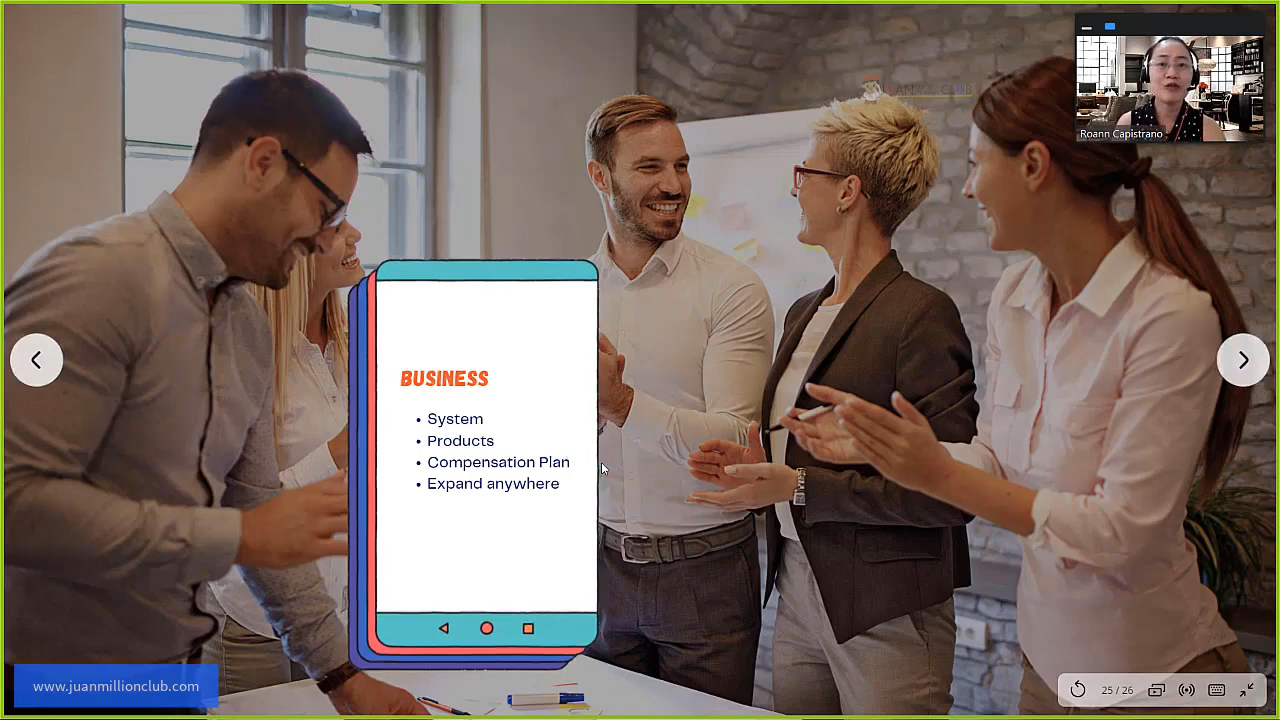 Roann Capistrano
BUSINESS
• System
• Products
• Compensation Plan
• Expand anywhere
www.juanmillionclub.com
25 / 26